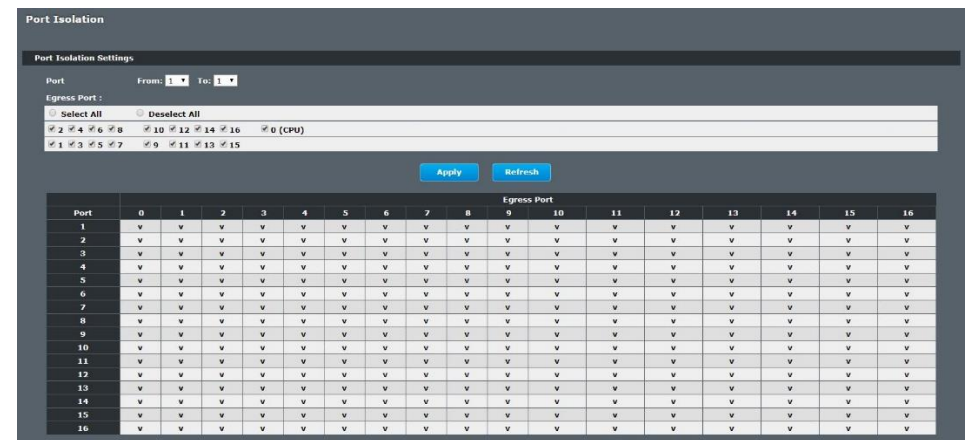 Port Isolation
Port Isolation Settings
Port From: 1 To: 1
Egress Port :
Select All Deselect All
2 4 6 8 10 12 14 16 0 (CPU)
1 3 5 7 9 11 13 15
Apply Refresh
Egress Port
Port 0 1 2 3 4 5 6 7 8 9 10 11 12 13 14 15 16
1 v v v v v v v v v v v v v v v v v
2 v v v v v v v v v v v v v v v v v
3 v v v v v v v v v v v v v v v v v
4 v v v v v v v v v v v v v v v v v
5 v v v v v v v v v v v v v v v v v
6 v v v v v v v v v v v v v v v v v
7 v v v v v v v v v v v v v v v v v
8 v v v v v v v v v v v v v v v v v
9 v v v v v v v v v v v v v v v v v
10 v v v v v v v v v v v v v v v v v
11 v v v v v v v v v v v v v v v v v
12 v v v v v v v v v v v v v v v v v
13 v v v v v v v v v v v v v v v v v
14 v v v v v v v v v v v v v v v v v
15 v v v v v v v v v v v v v v v v v
16 v v v v v v v v v v v v v v v v v